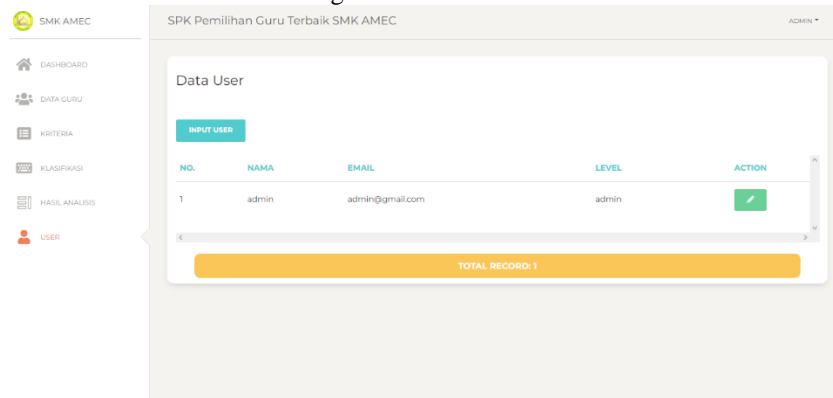 SMK AMEC
SPK Pemilihan Guru Terbaik SMK AMEC
ADMIN
DASHBOARD
DATA GURU
KRITERIA
KLASIFIKASI
HASIL ANALISIS
USER
Data User
INPUT USER
NO. NAMA EMAIL LEVEL ACTION
1 admin admin@gmail.com admin
TOTAL RECORD: 1